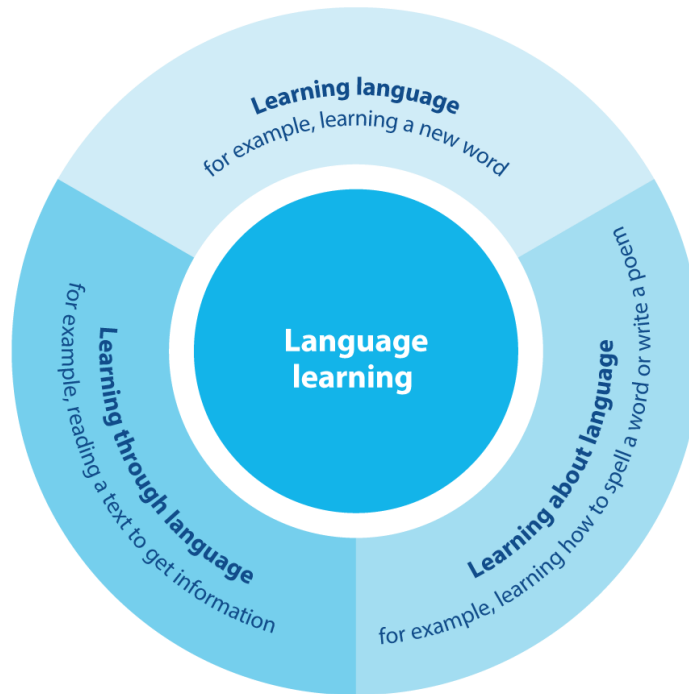 Learning language
for example, learning a new word
Language
learning
Learning through language
for example, reading a text to get information
Learning about language
for example, learning how to spell a word or write a poem